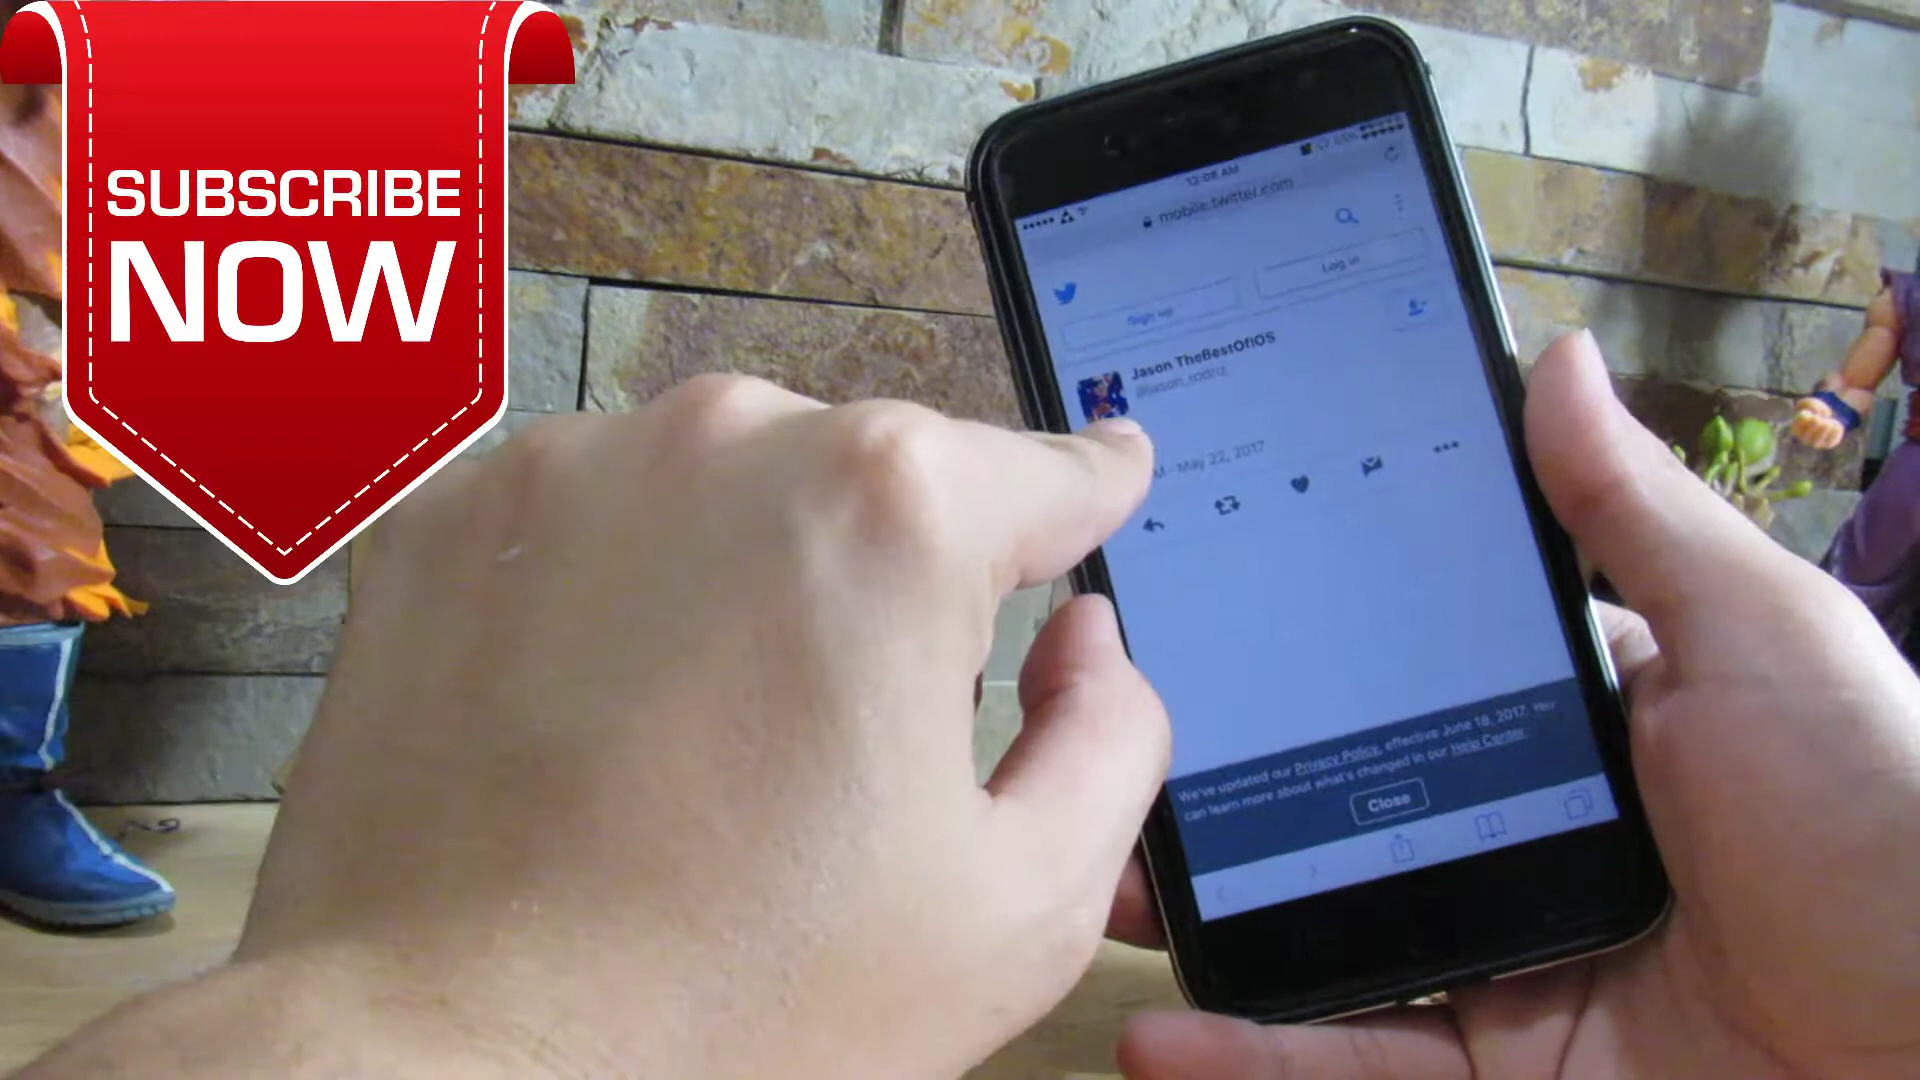 SUBSCRIBE
NOW
12:08 AM
mobile.twitter.com
Sign up
Log in
Jason TheBestOfiOS
@jason_rodriz
M - May 22, 2017
We've updated our Privacy Policy, effective June 18, 2017. You
can learn more about what's changed in our Help Center.
Close